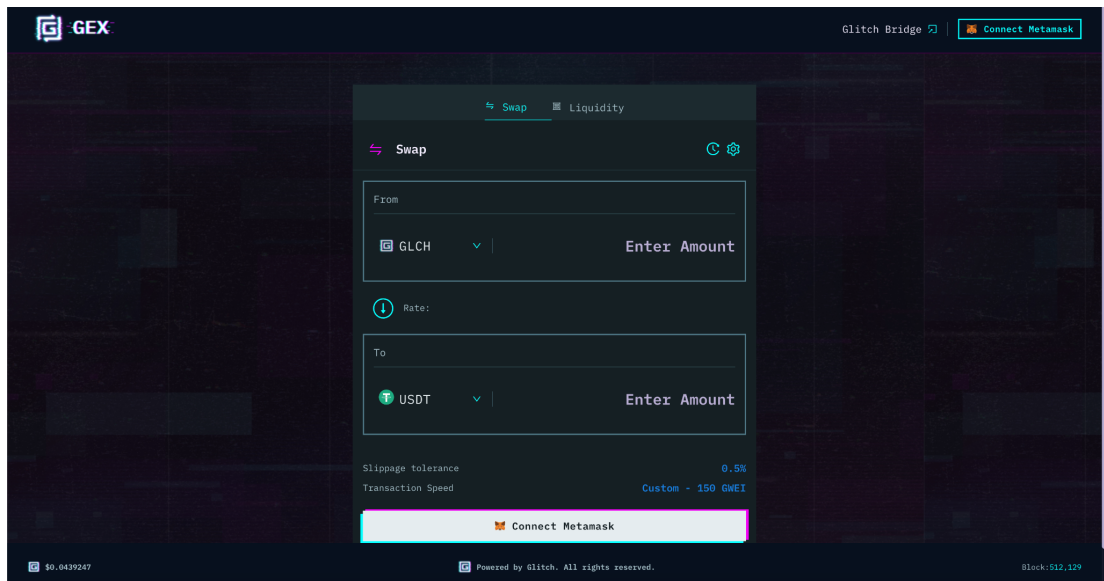 GEX
Glitch Bridge
Connect Metamask
Swap
Liquidity
Swap
From
GLCH
Enter Amount
Rate:
To
USDT
Enter Amount
Slippage tolerance
0.5%
Transaction Speed
Custom - 150 GWEI
Connect Metamask
$0.0439247
Powered by Glitch. All rights reserved.
Block:512,129